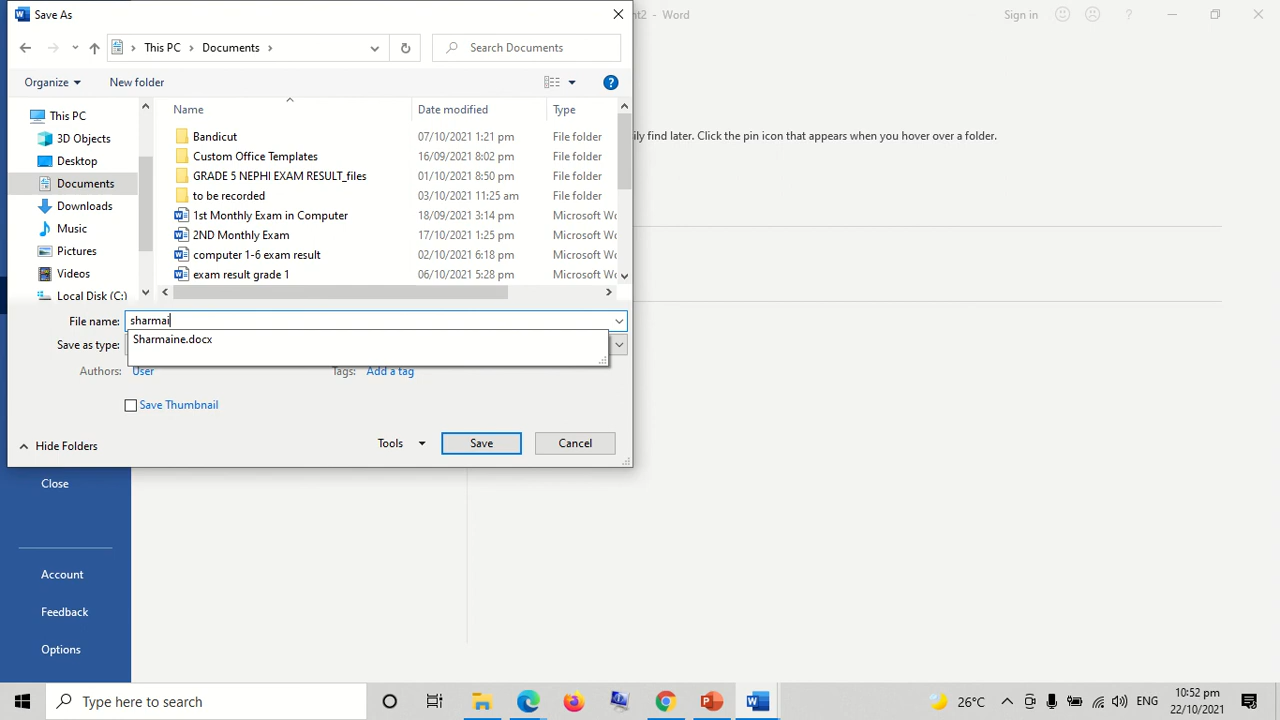 Save As
nt2 - Word
Sign in
?
This PC
Documents
Search Documents
Organize
New folder
?
This PC
3D Objects
Desktop
Documents
Downloads
Music
Pictures
Videos
Local Disk (C:)
Name Date modified Type
Bandicut 07/10/2021 1:21 pm File folder
Custom Office Templates 16/09/2021 8:02 pm File folder
GRADE 5 NEPHI EXAM RESULT_files 01/10/2021 8:50 pm File folder
to be recorded 03/10/2021 11:25 am File folder
1st Monthly Exam in Computer 18/09/2021 3:14 pm Microsoft Wo
2ND Monthly Exam 17/10/2021 1:25 pm Microsoft Wo
computer 1-6 exam result 02/10/2021 6:18 pm Microsoft Wo
exam result grade 1 06/10/2021 5:28 pm Microsoft Wo
ily find later. Click the pin icon that appears when you hover over a folder.
File name: sharmai
Sharmaine.docx
Save as type:
Authors: User Tags: Add a tag
Save Thumbnail
Hide Folders
Tools Save Cancel
Close
Account
Feedback
Options
Type here to search
26°C
ENG
10:52 pm
22/10/2021